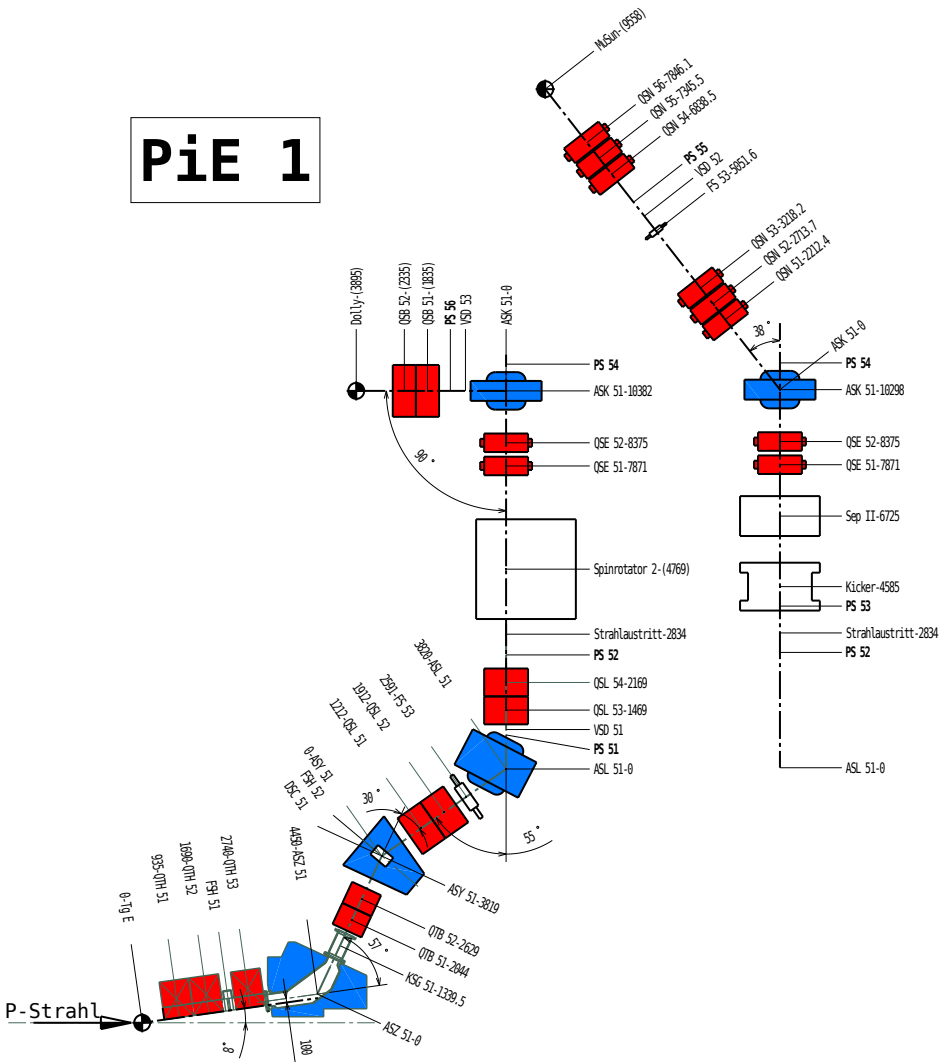 PiE 1
MuSun-(9558)
QSN 56-7846.1
QSN 55-7345.5
QSN 54-6838.5
PS 55
VSD 52
FS 53-5051.6
QSN 53-3218.2
QSN 52-2713.7
QSN 51-2212.4
38°
ASK 51-0
PS 54
ASK 51-10298
QSE 52-8375
QSE 51-7871
Sep II-6725
Kicker-4585
PS 53
Strahlaustritt-2834
PS 52
ASL 51-0
Dolly-(3895)
QSB 52-(2335)
QSB 51-(1835)
PS 56
VSD 53
ASK 51-0
PS 54
ASK 51-10382
QSE 52-8375
QSE 51-7871
90°
Spinrotator 2-(4769)
Strahlaustritt-2834
PS 52
QSL 54-2169
QSL 53-1469
VSD 51
PS 51
ASL 51-0
3820-ASL 51
2591-FS 53
1912-QSL 52
1212-QSL 51
0-ASY 51
FSH 52
DSC 51
30°
55°
4450-ASZ 51
ASY 51-3819
QTB 52-2629
QTB 51-2044
57°
KSG 51-1339.5
ASZ 51-0
2740-QTH 53
FSH 51
1690-QTH 52
935-QTH 51
0-Tg E
P-Strahl
8°
100